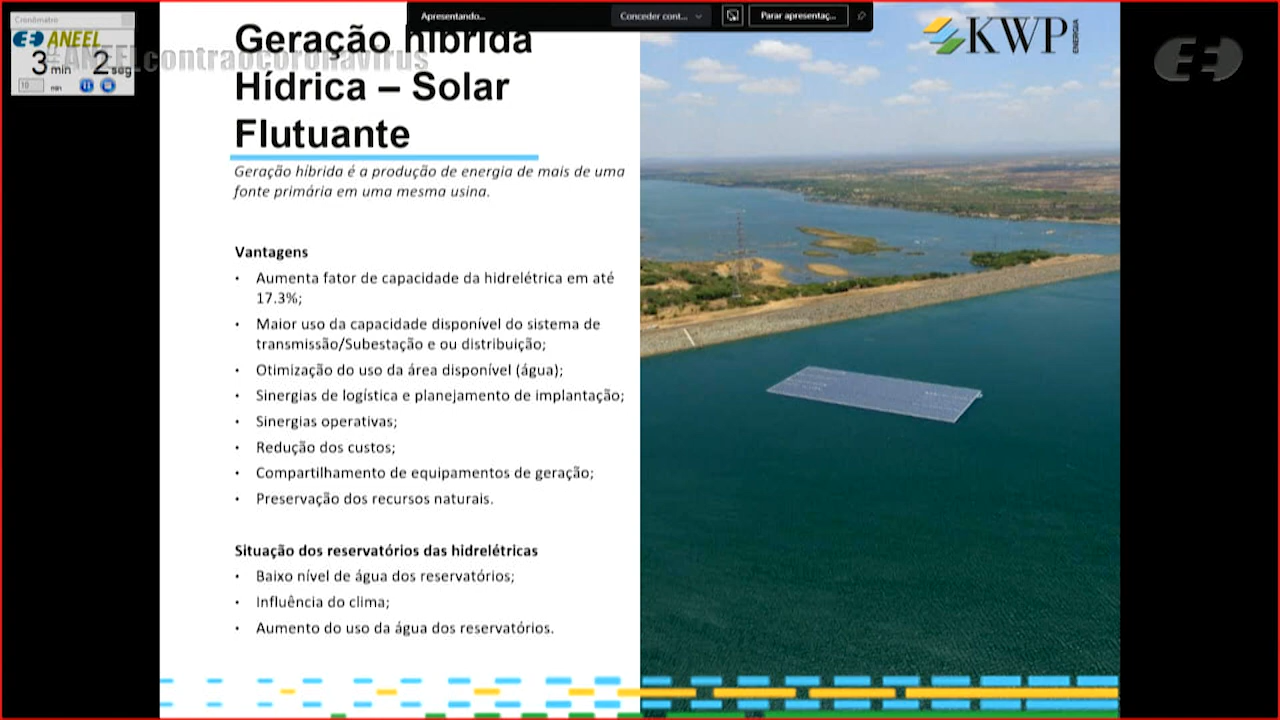 Cronômetro
ANEEL
3 min 2 seg
10 min
#ANEELcontraocoronavirus
Apresentando...
Conceder cont...
Parar apresentaç...
KWP
ENERGIA
Geração híbrida
Hídrica – Solar
Flutuante
Geração híbrida é a produção de energia de mais de uma
fonte primária em uma mesma usina.
Vantagens
• Aumenta fator de capacidade da hidrelétrica em até
17.3%;
• Maior uso da capacidade disponível do sistema de
transmissão/Subestação e ou distribuição;
• Otimização do uso da área disponível (água);
• Sinergias de logística e planejamento de implantação;
• Sinergias operativas;
• Redução dos custos;
• Compartilhamento de equipamentos de geração;
• Preservação dos recursos naturais.
Situação dos reservatórios das hidrelétricas
• Baixo nível de água dos reservatórios;
• Influência do clima;
• Aumento do uso da água dos reservatórios.